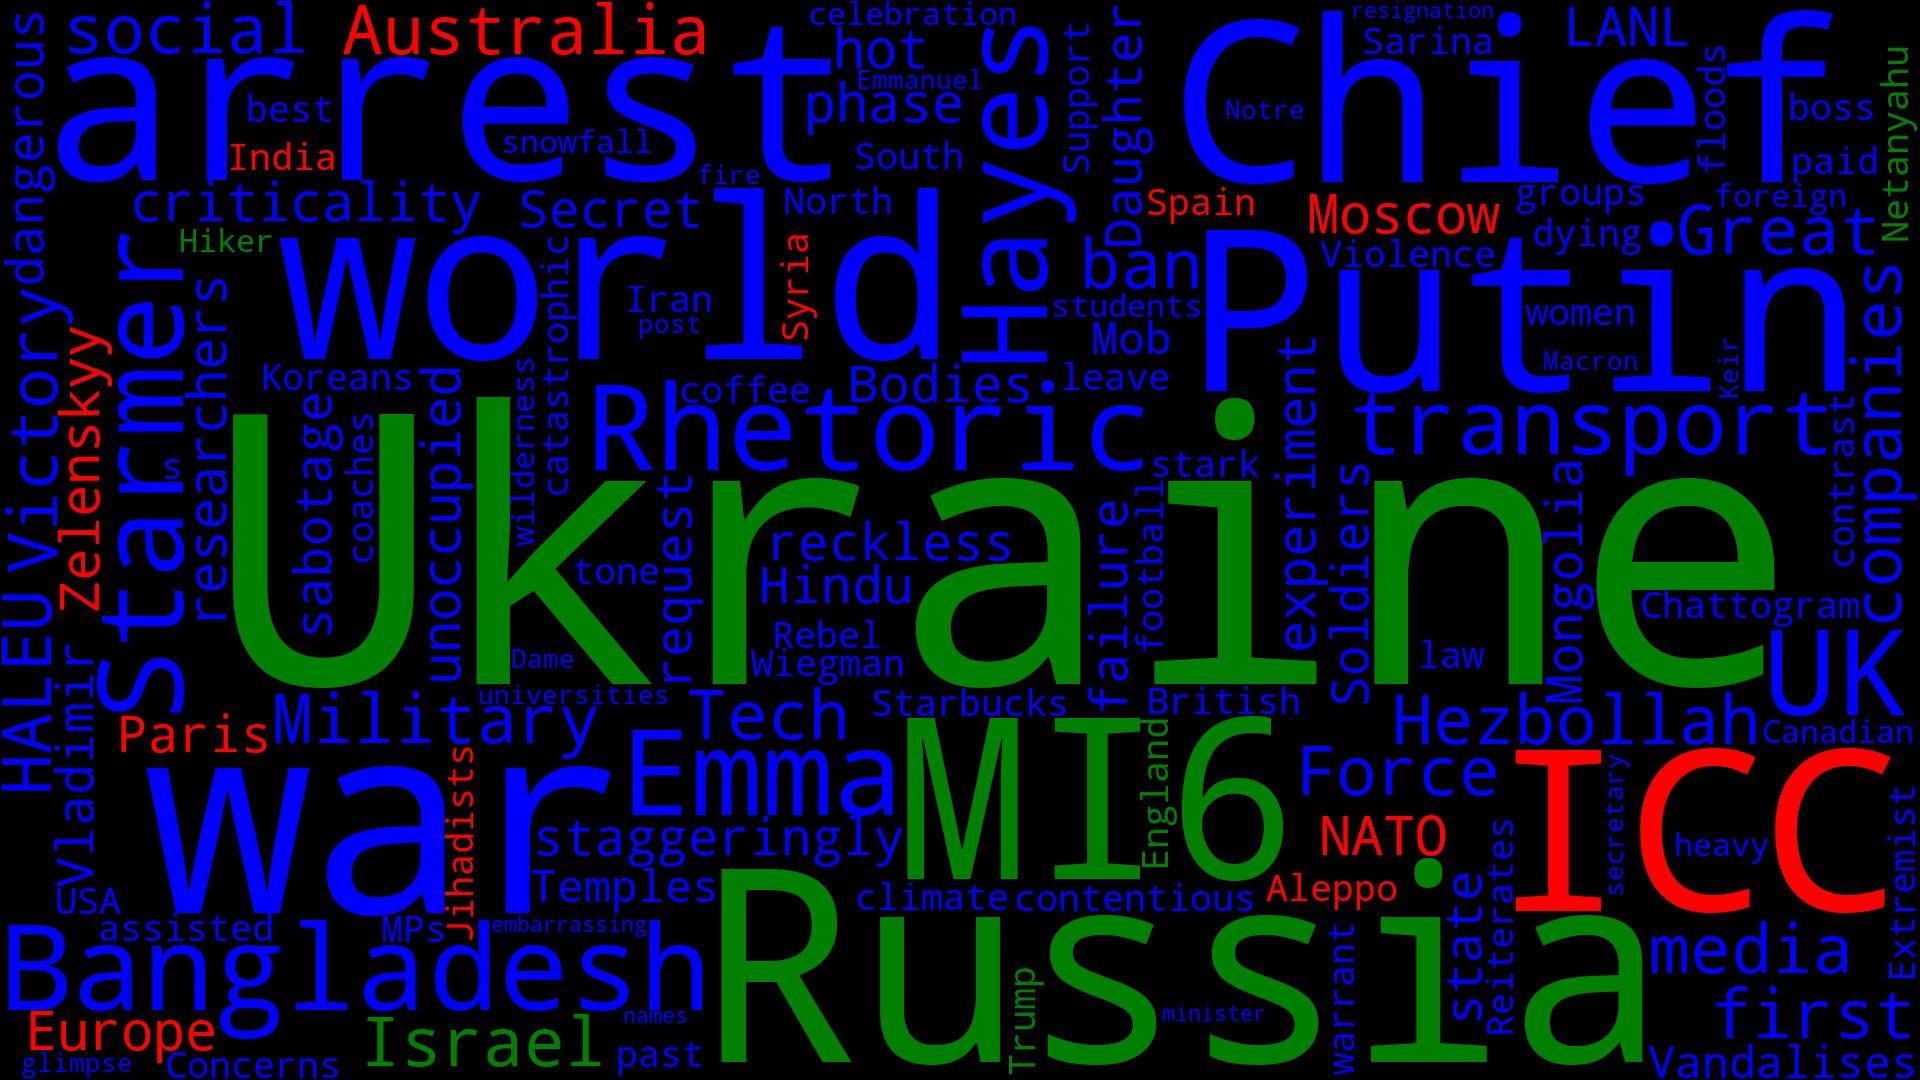 social
Australia
celebration
resignation
LANL
dangerous
arrest
hot
Hayes
Support
Daughter
Chief
Sarina
floods
Netanyahu
Emmanuel
best
phase
Notre
boss
India
snowfall
South
paid
fire
criticality
Secret
North
Spain
Moscow
groups
foreign
Hiker
world
Syria
ban
Putin
Violence
dying
Great
Starmer
researchers
catastrophic
Iran
post
students
women
companies
Victory
Zelenskyy
Mob
Macron
Keir
Koreans
unoccupied
wilderness
coffee
Bodies
leave
experiment
sabotage
coaches
Rhetoric
transport
contrast
s
Ukraine
stark
Soldiers
Mongolia
HALEU
request
reckless
failure
football
tone
Hindu
Chattogram
Rebel
Dame
Wiegman
law
UK
Vladimir
universities
Starbucks
British
Paris
Military
Tech
Hezbollah
Canadian
war
Jihadists
Emma
MI6
England
Force
ICC
secretary
staggeringly
NATO
heavy
Extremist
USA
Temples
climate
contentious
Aleppo
state
Reiterates
assisted
MPs
embarrassing
Bangladesh
Russia
Trump
warrant
media
Europe
Israel
names
minister
first
glimpse
Concerns
past
Vandalises